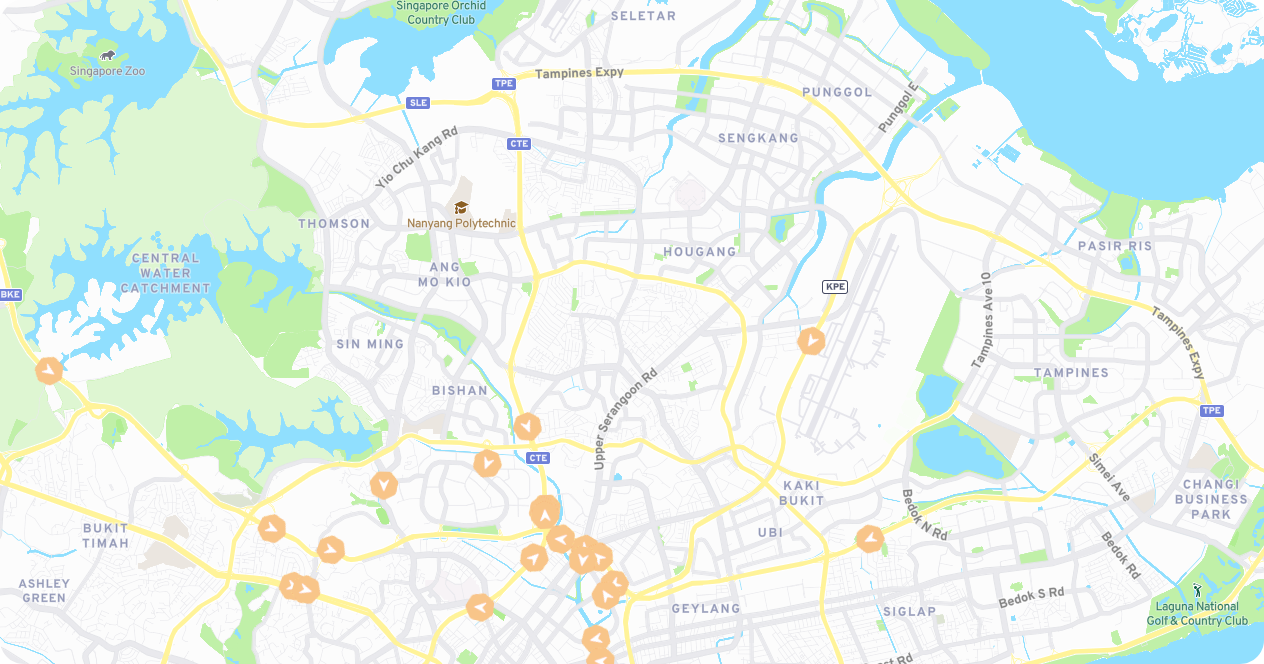 Singapore Orchid
Country Club
SELETAR
Singapore Zoo
TPE
Tampines Expy
SLE
PUNGGOL
Punggol E
CTE
SENGKANG
Yio Chu Kang Rd
Nanyang Polytechnic
THOMSON
HOUGANG
PASIR RIS
CENTRAL
WATER
CATCHMENT
ANG
MO KIO
BKE
KPE
Tampines Ave 10
Tampines Expy
SIN MING
TAMPINES
BISHAN
Upper Serangoon Rd
TPE
CTE
Simei Ave
KAKI
BUKIT
CHANGI
BUSINESS
PARK
Bedok N Rd
BUKIT
TIMAH
UBI
Bedok Rd
ASHLEY
GREEN
Bedok S Rd
GEYLANG
SIGLAP
Laguna National
Golf & Country Club
Rd